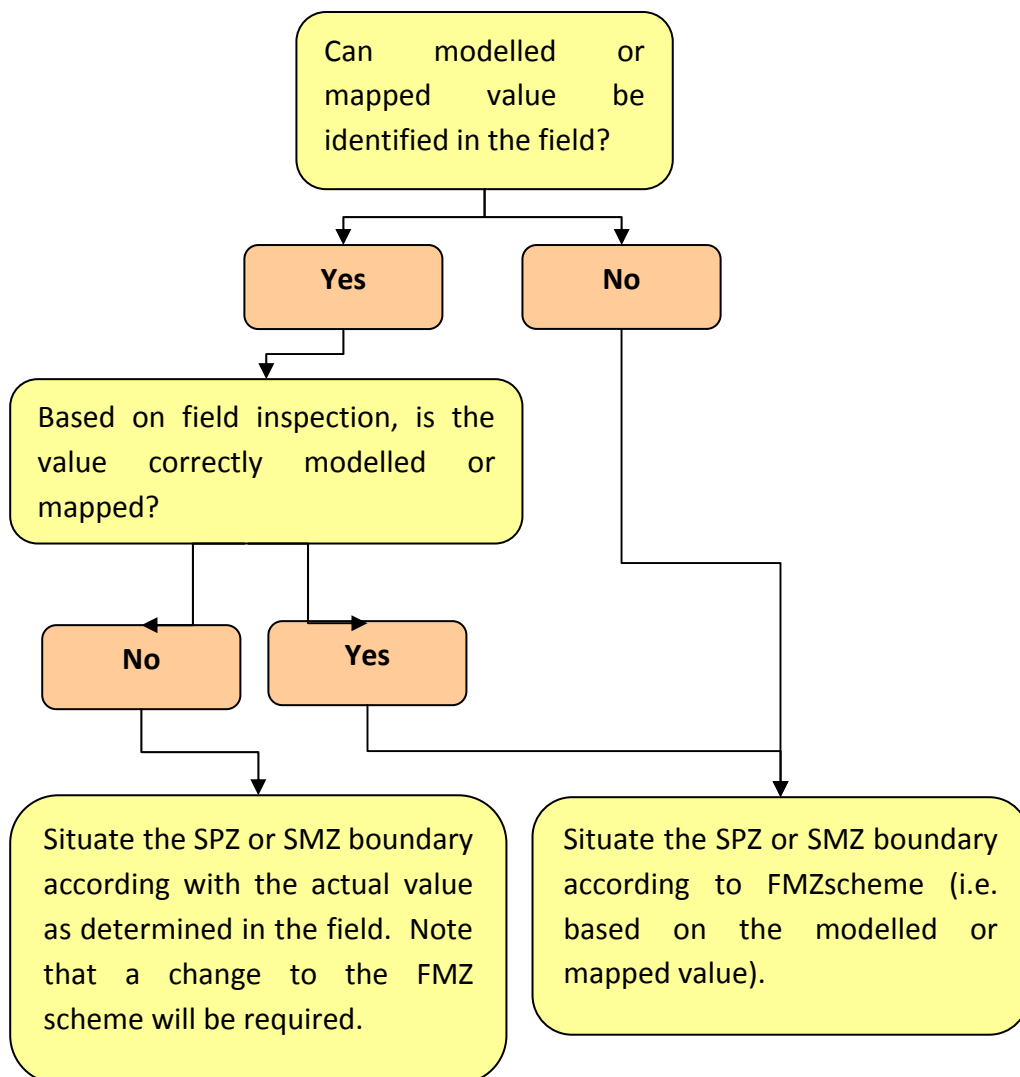 Can modelled or
mapped value be
identified in the field?
Yes
No
Based on field inspection, is the
value correctly modelled or
mapped?
No
Yes
Situate the SPZ or SMZ boundary
according with the actual value
as determined in the field. Note
that a change to the FMZ
scheme will be required.
Situate the SPZ or SMZ boundary
according to FMZscheme (i.e.
based on the modelled or
mapped value).